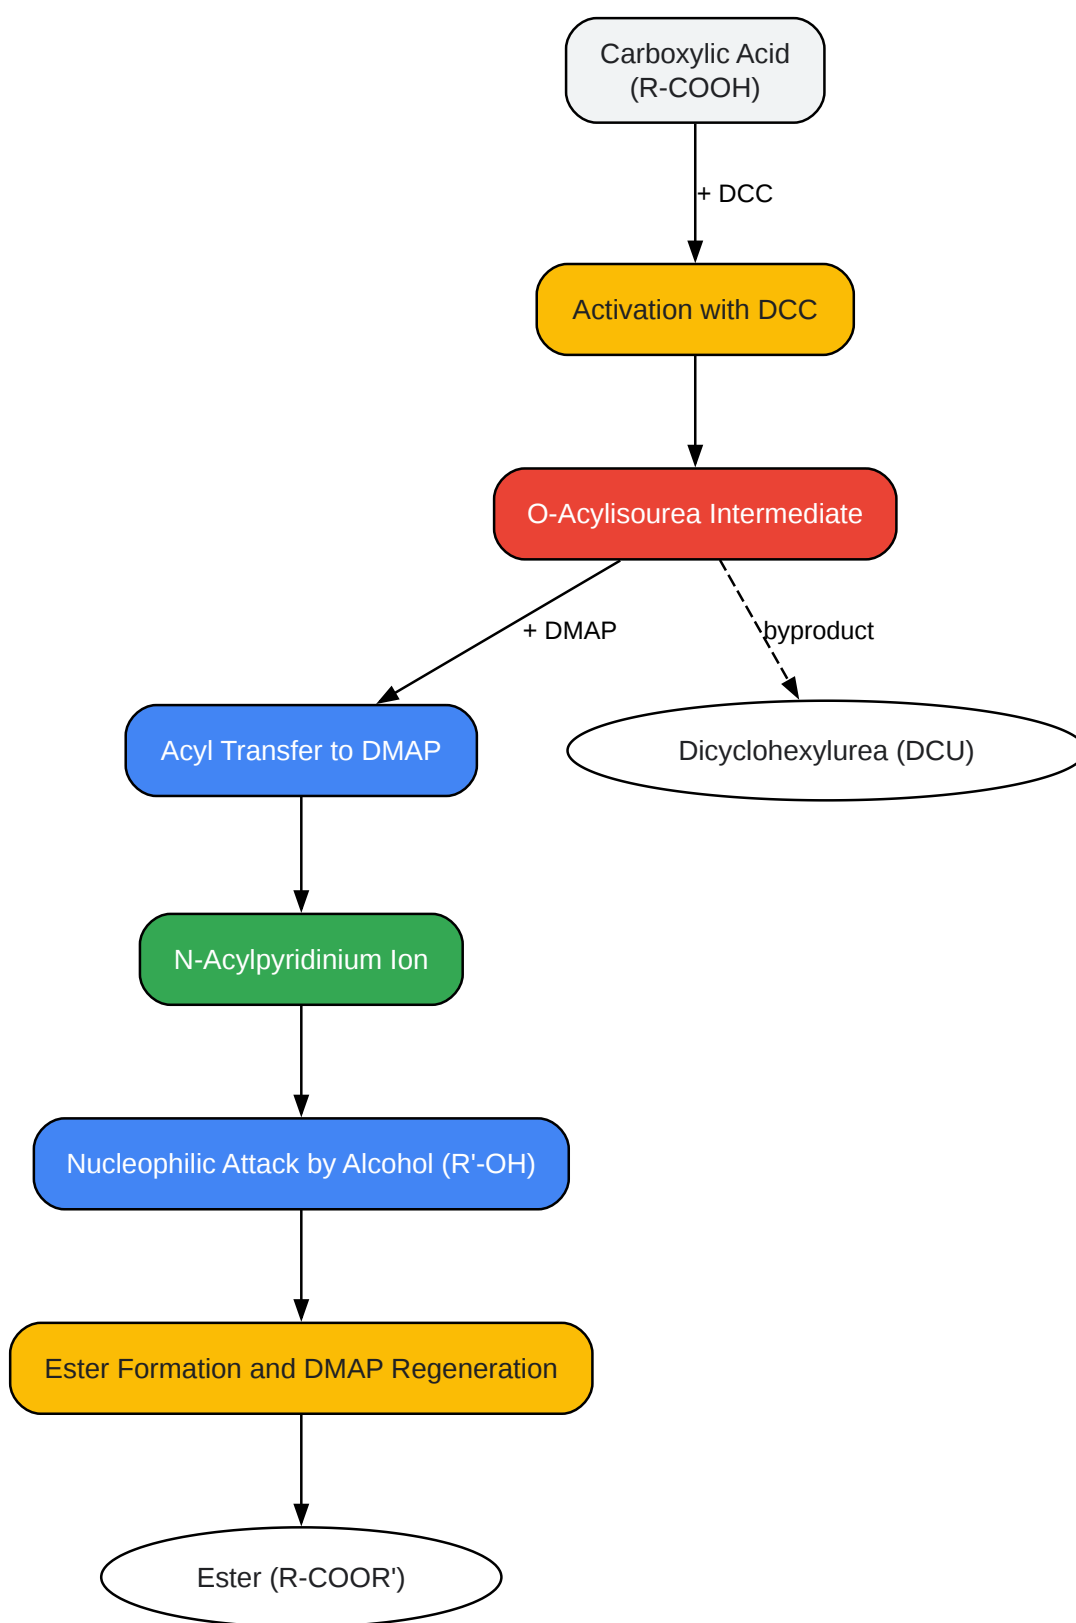 Carboxylic Acid
(R-COOH)
+ DCC
Activation with DCC
O-Acylisourea Intermediate
+ DMAP
byproduct
Acyl Transfer to DMAP
Dicyclohexylurea (DCU)
N-Acylpyridinium Ion
Nucleophilic Attack by Alcohol (R'-OH)
Ester Formation and DMAP Regeneration
Ester (R-COOR')